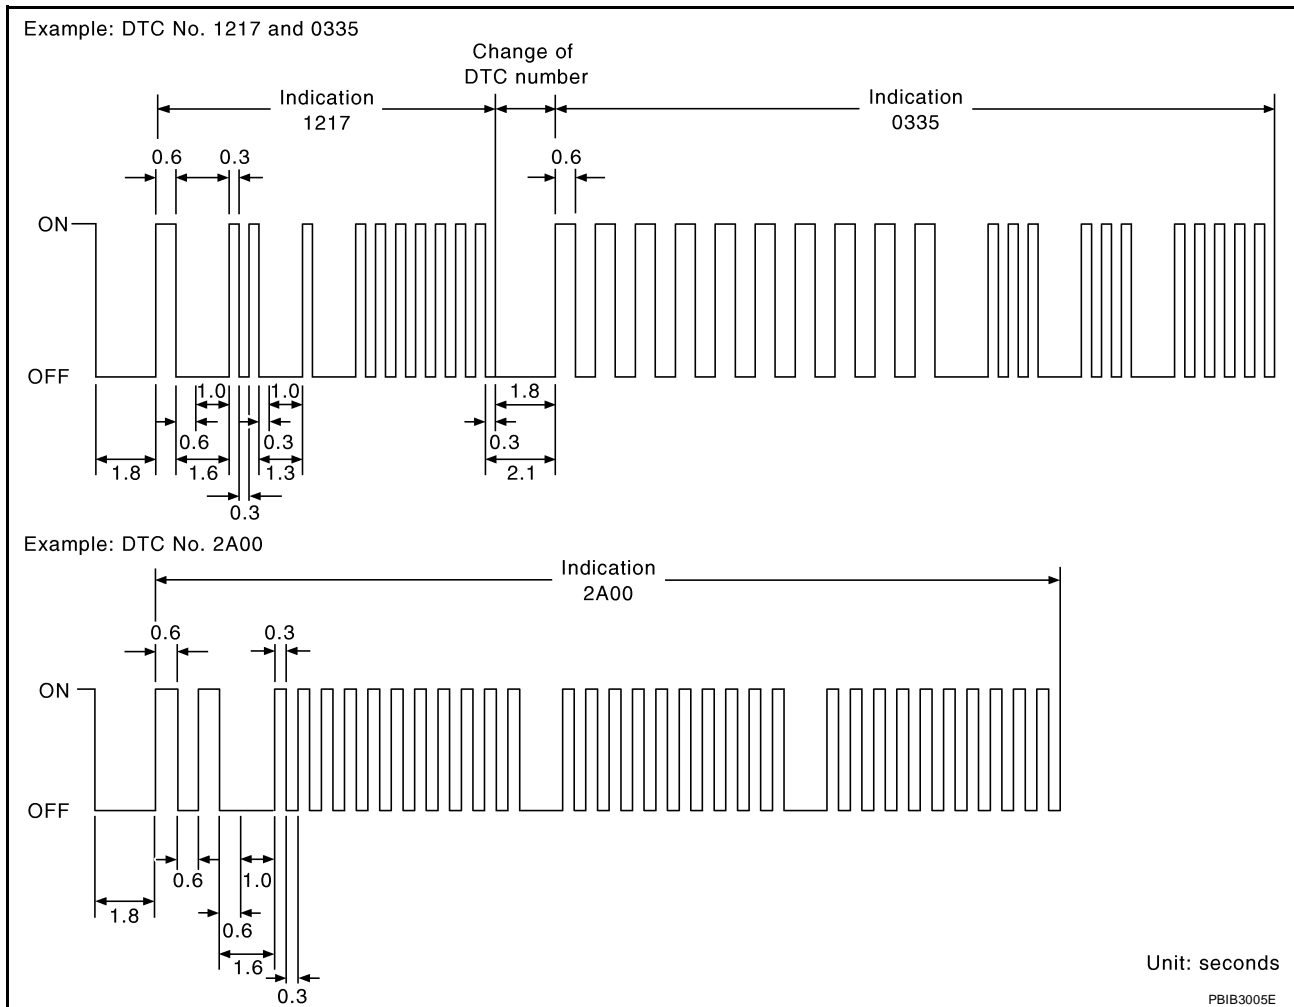 Example: DTC No. 1217 and 0335
Change of
DTC number
Indication
1217
Indication
0335
0.6
0.3
0.6
ON
OFF
1.0
1.0
1.8
0.6
0.3
0.3
1.8
1.6
1.3
2.1
0.3
Example: DTC No. 2A00
Indication
2A00
0.6
0.3
ON
OFF
0.6
1.0
1.8
0.6
1.6
0.3
Unit: seconds
PBIB3005E